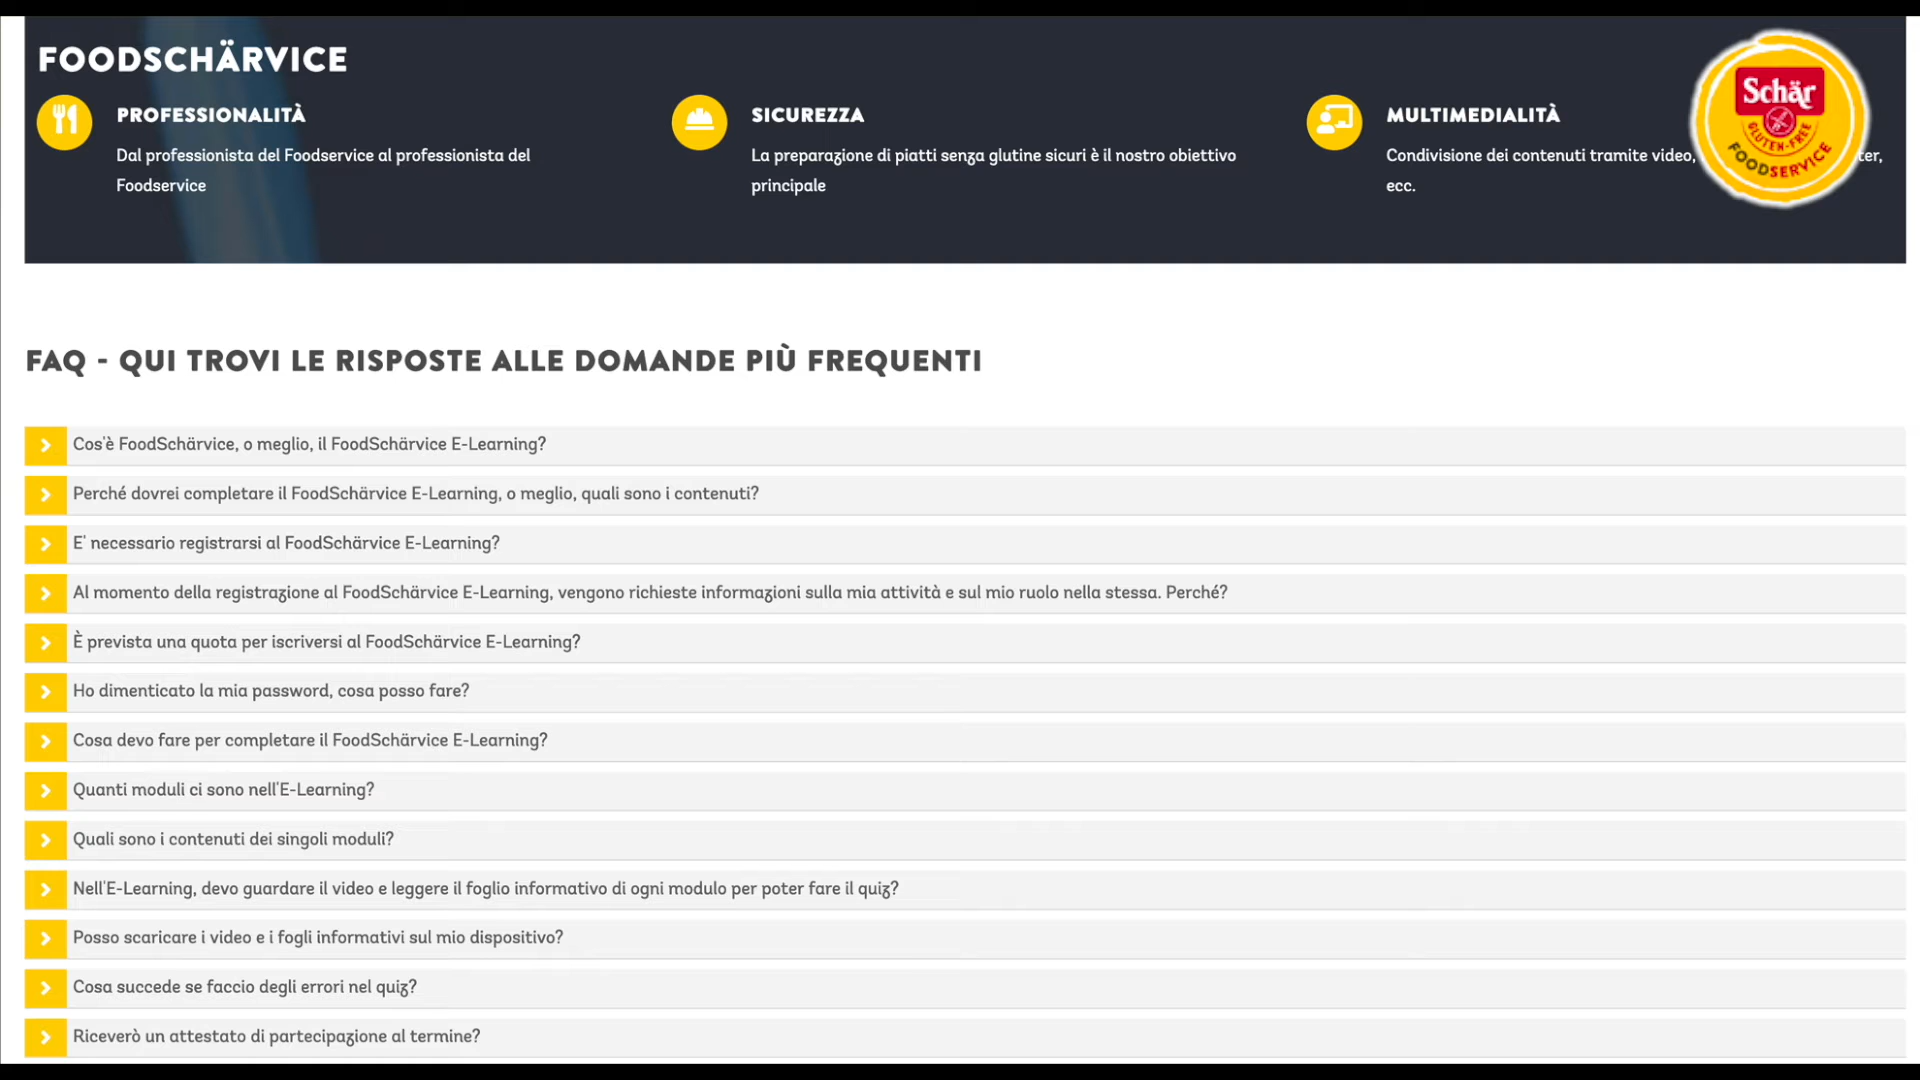 FOODSCHÄRVICE
PROFESSIONALITÀ
Dal professionista del Foodservice al professionista del
Foodservice
SICUREZZA
La preparazione di piatti senza glutine sicuri è il nostro obiettivo
principale
MULTIMEDIALITÀ
Condivisione dei contenuti tramite video,
ecc.
Schär
GLUTEN-FREE
FOODSERVICE
FAQ - QUI TROVI LE RISPOSTE ALLE DOMANDE PIÙ FREQUENTI
Cos'è FoodSchärvice, o meglio, il FoodSchärvice E-Learning?
Perché dovrei completare il FoodSchärvice E-Learning, o meglio, quali sono i contenuti?
E' necessario registrarsi al FoodSchärvice E-Learning?
Al momento della registrazione al FoodSchärvice E-Learning, vengono richieste informazioni sulla mia attività e sul mio ruolo nella stessa. Perché?
È prevista una quota per iscriversi al FoodSchärvice E-Learning?
Ho dimenticato la mia password, cosa posso fare?
Cosa devo fare per completare il FoodSchärvice E-Learning?
Quanti moduli ci sono nell'E-Learning?
Quali sono i contenuti dei singoli moduli?
Nell'E-Learning, devo guardare il video e leggere il foglio informativo di ogni modulo per poter fare il quiz?
Posso scaricare i video e i fogli informativi sul mio dispositivo?
Cosa succede se faccio degli errori nel quiz?
Riceverò un attestato di partecipazione al termine?